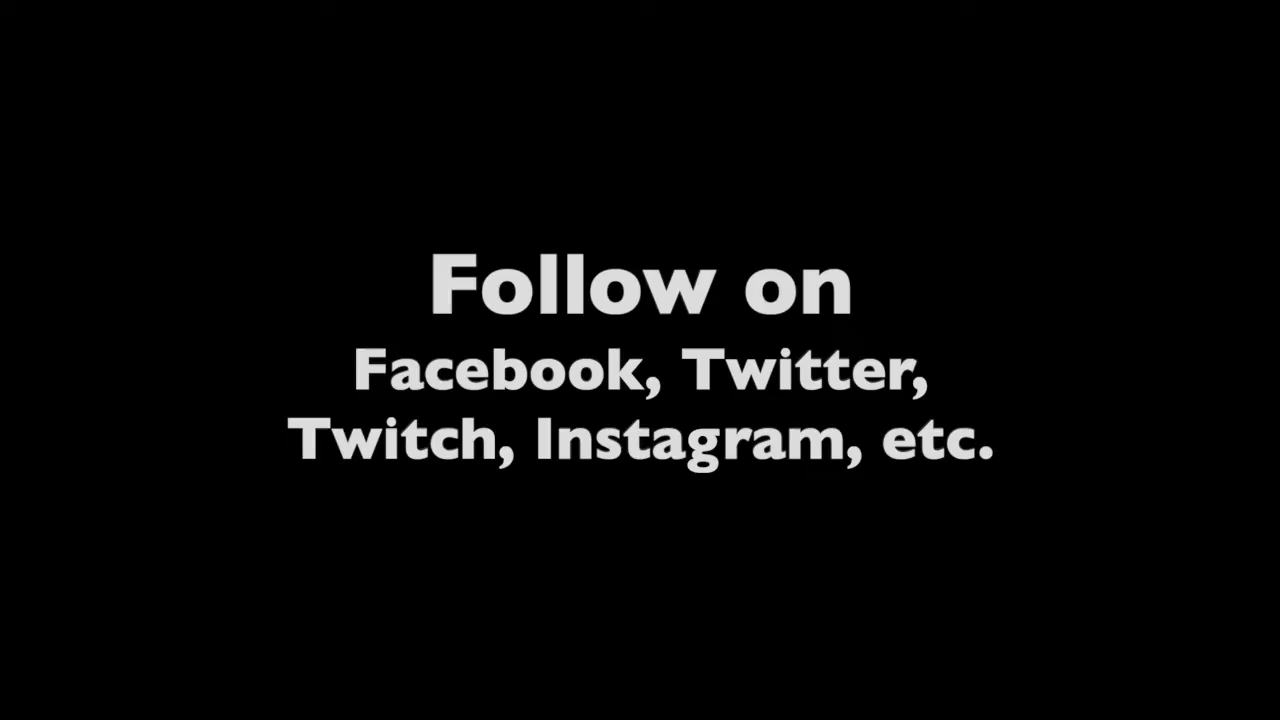 Follow on
Facebook, Twitter,
Twitch, Instagram, etc.